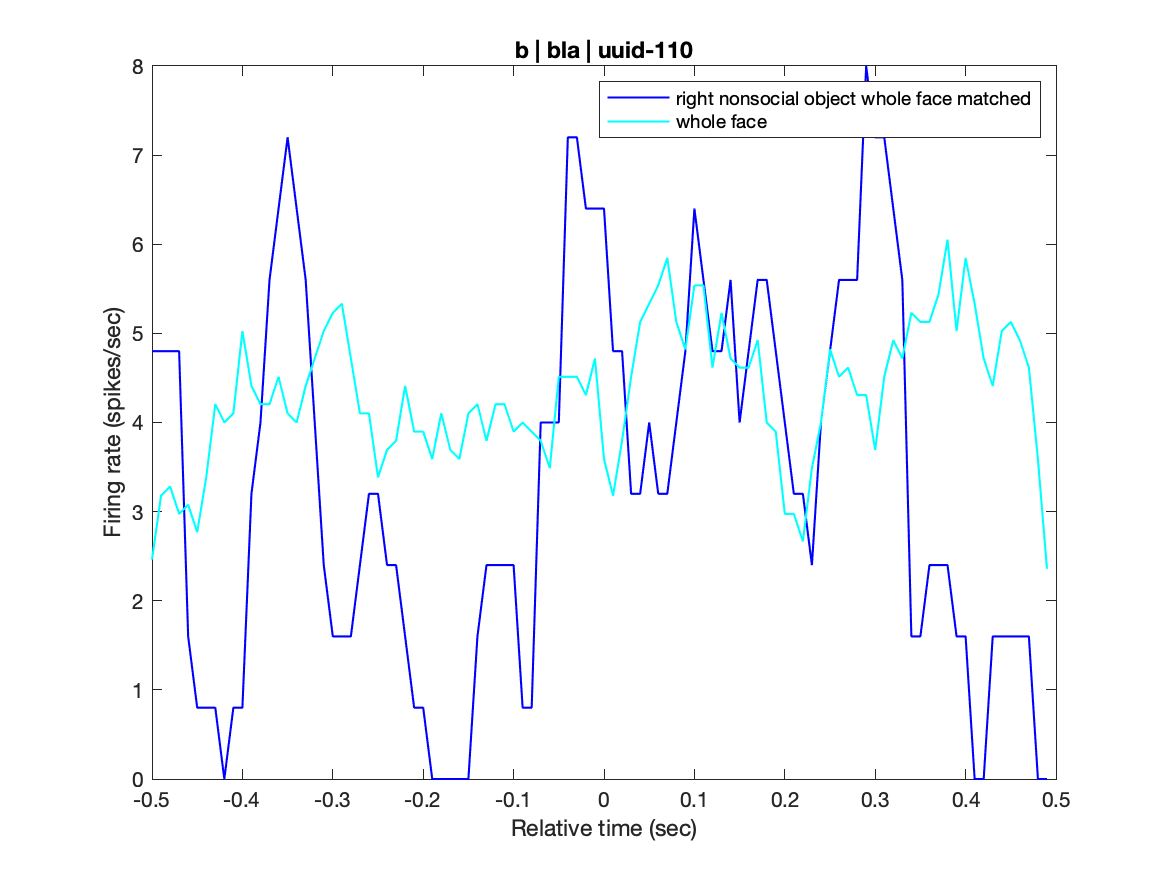 b | bla | uuid-110
right nonsocial object whole face matched
whole face
Firing rate (spikes/sec)
8
7
6
5
4
3
2
1
0
-0.5 -0.4 -0.3 -0.2 -0.1 0 0.1 0.2 0.3 0.4 0.5
Relative time (sec)